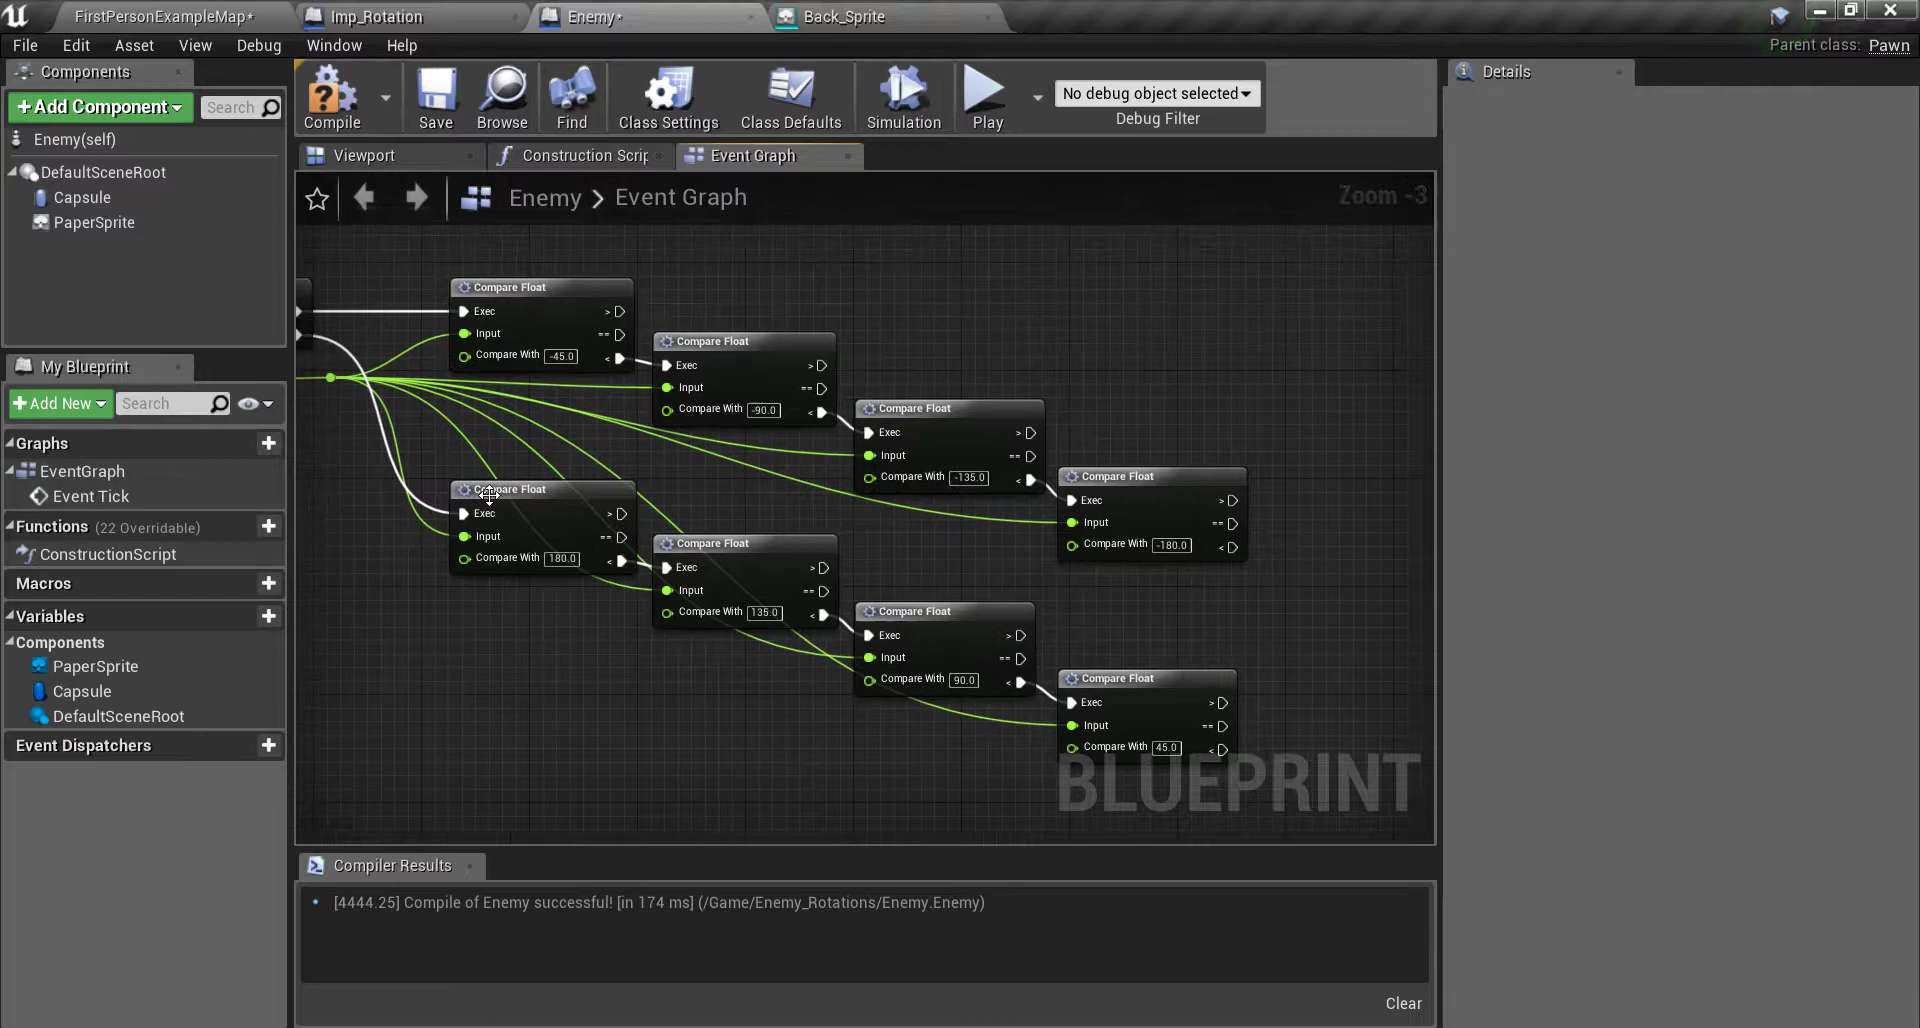 FirstPersonExampleMap*
Imp_Rotation
Enemy*
Back_Sprite
File Edit Asset View Debug Window Help
Parent class: Pawn
Components
+Add Component
Search
Enemy(self)
DefaultSceneRoot
Capsule
PaperSprite
My Blueprint
+Add New
Search
Graphs
EventGraph
Event Tick
Functions (22 Overridable)
ConstructionScript
Macros
Variables
Components
PaperSprite
Capsule
DefaultSceneRoot
Event Dispatchers
Compile
Save
Browse
Find
Class Settings
Class Defaults
Simulation
Play
No debug object selected
Debug Filter
Viewport
Construction Scrip
Event Graph
Enemy > Event Graph
Zoom -3
Compare Float
Exec >
Input ==
Compare With -45.0 <
Compare Float
Exec >
Input ==
Compare With -90.0 <
Compare Float
Exec >
Input ==
Compare With -135.0 <
Compare Float
Exec >
Input ==
Compare With -180.0 <
Compare Float
Exec >
Input ==
Compare With 180.0 <
Compare Float
Exec >
Input ==
Compare With 135.0 <
Compare Float
Exec >
Input ==
Compare With 90.0 <
Compare Float
Exec >
Input ==
Compare With 45.0 <
BLUEPRINT
Compiler Results
[4444.25] Compile of Enemy successful! [in 174 ms] (/Game/Enemy_Rotations/Enemy.Enemy)
Clear
Details